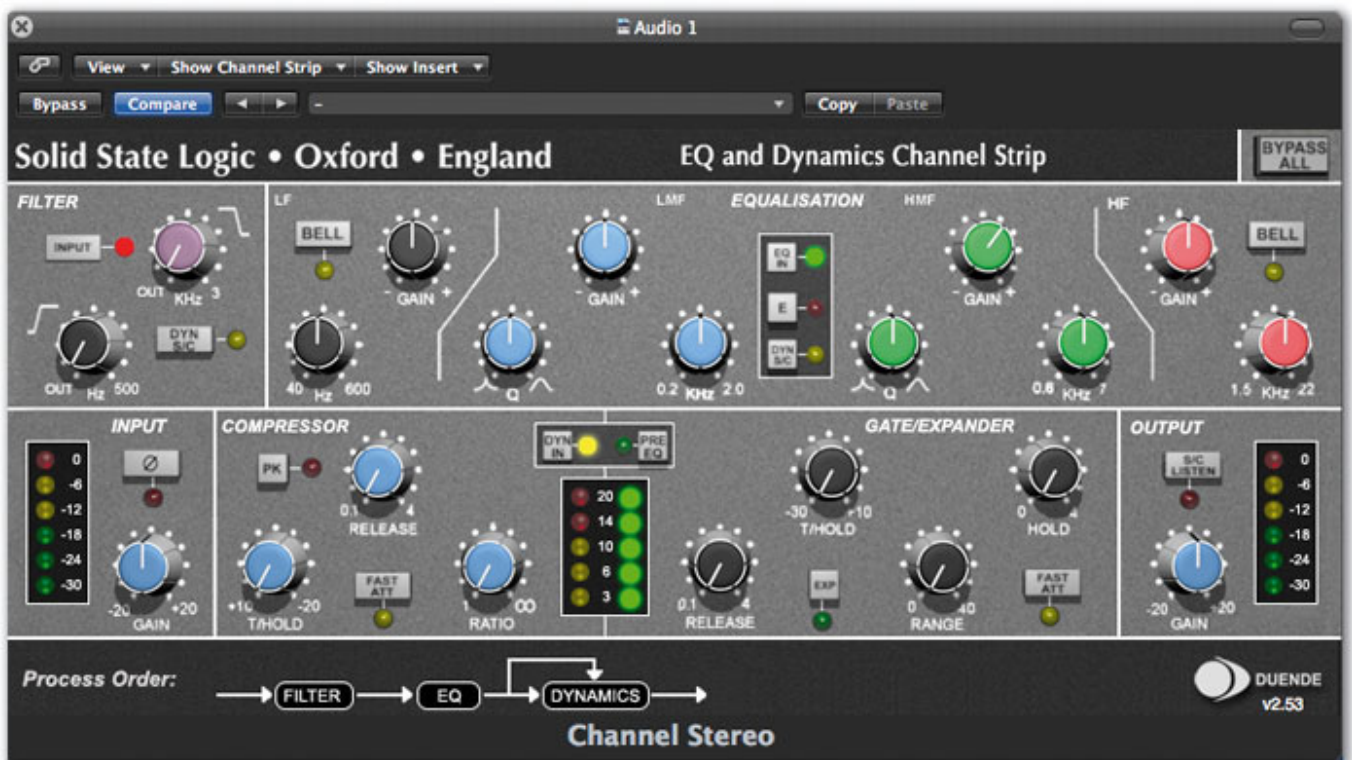 Audio 1
View Show Channel Strip Show Insert
Bypass Compare - Copy Paste
Solid State Logic • Oxford • England EQ and Dynamics Channel Strip BYPASS ALL
FILTER LF LMF EQUALISATION HMF HF
INPUT BELL EQ IN BELL
OUT KHz 3 - GAIN + - GAIN + - GAIN + - GAIN +
E
DYN S/C DYN S/C
OUT Hz 500 40 Hz 600 Q 0.2 KHz 2.0 Q 0.6 KHz 7 1.5 KHz 22
INPUT COMPRESSOR DYN IN PRE EQ GATE/EXPANDER OUTPUT
0 Ø PK S/C LISTEN 0
-6 -6
-12 0.1 4 20 -30 +10 0 4 -12
RELEASE T/HOLD HOLD
-18 14 -18
-24 10 -24
-30 FAST ATT 6 EXP FAST ATT -30
-20 +20 +10 -20 1 ∞ 3 0.1 4 0 40 -20 +20
GAIN T/HOLD RATIO RELEASE RANGE GAIN
Process Order: FILTER EQ DYNAMICS DUENDE
v2.53
Channel Stereo